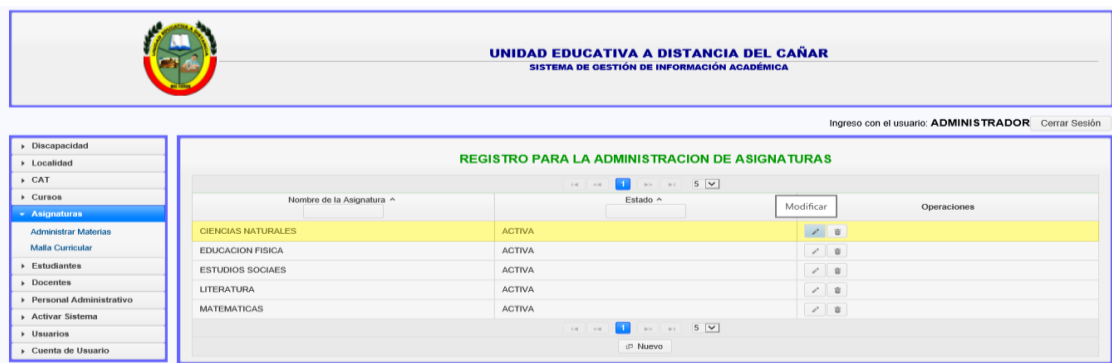 UNIDAD EDUCATIVA A DISTANCIA DEL CAÑAR
SISTEMA DE GESTIÓN DE INFORMACIÓN ACADÉMICA
Ingreso con el usuario: ADMINISTRADOR Cerrar Sesión
Discapacidad
Localidad
CAT
Cursos
Asignaturas
Administrar Materias
Malla Curricular
Estudiantes
Docentes
Personal Administrativo
Activar Sistema
Usuarios
Cuenta de Usuario
REGISTRO PARA LA ADMINISTRACION DE ASIGNATURAS
1 5
Nombre de la Asignatura Estado Modificar Operaciones
CIENCIAS NATURALES ACTIVA
EDUCACION FISICA ACTIVA
ESTUDIOS SOCIAES ACTIVA
LITERATURA ACTIVA
MATEMATICAS ACTIVA
1 5
Nuevo